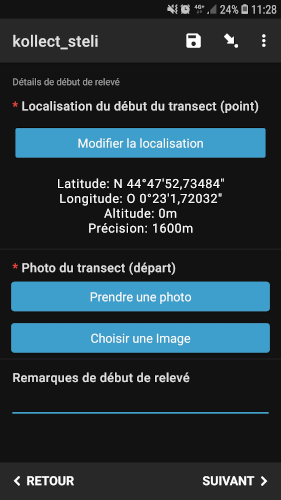 4G+ 24% 11:28
kollect_steli
Détails de début de relevé
* Localisation du début du transect (point)
Modifier la localisation
Latitude: N 44°47'52,73484"
Longitude: O 0°23'1,72032"
Altitude: 0m
Précision: 1600m
* Photo du transect (départ)
Prendre une photo
Choisir une Image
Remarques de début de relevé
RETOUR SUIVANT